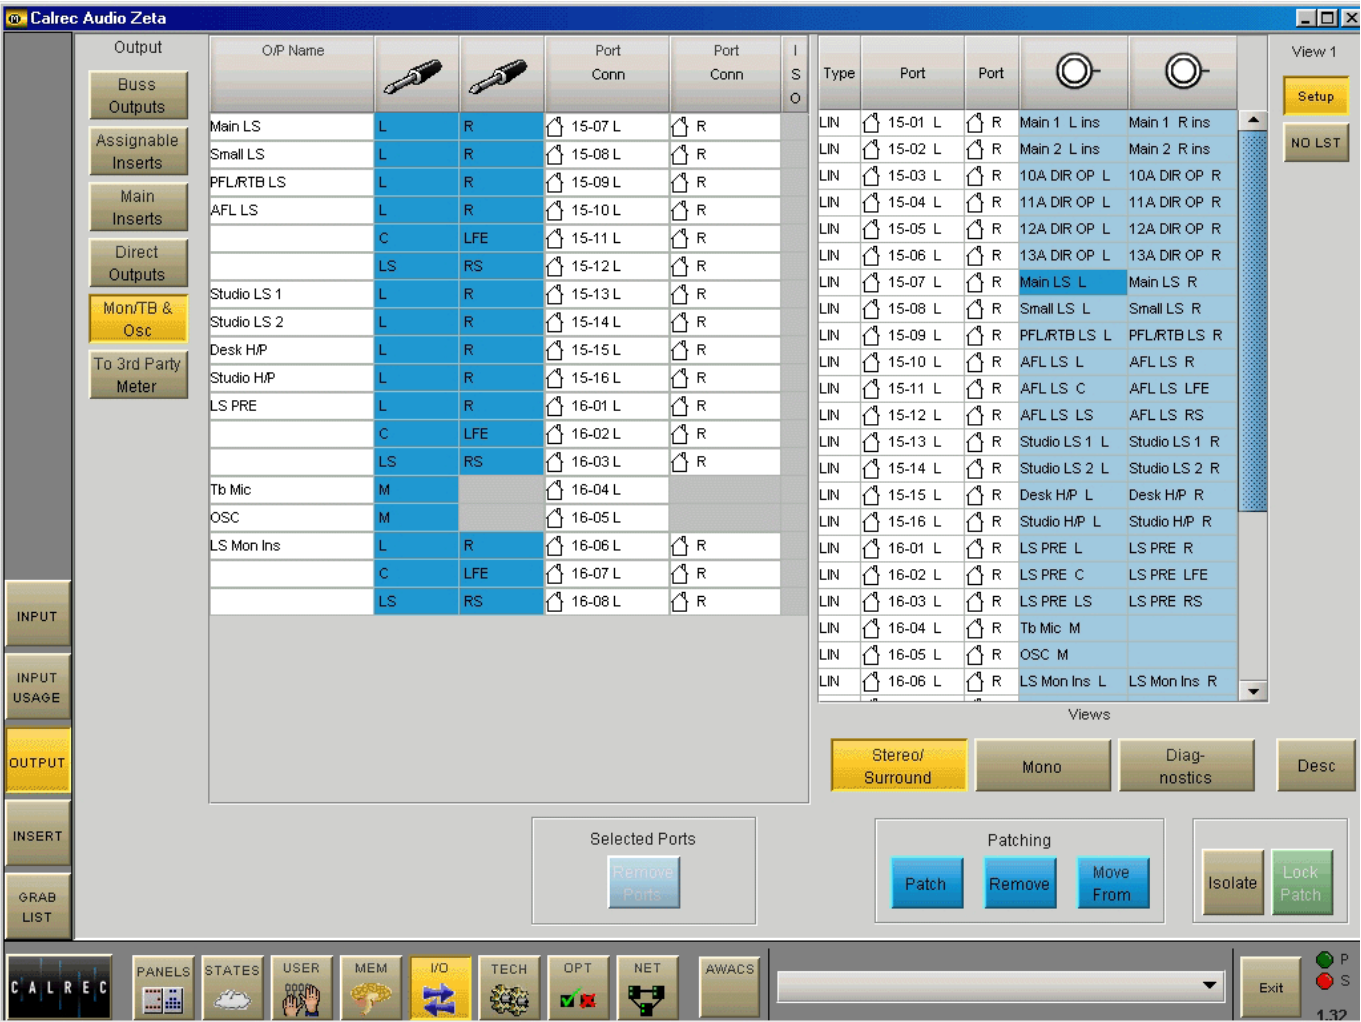 Calrec Audio Zeta
Output
Buss Outputs
Assignable Inserts
Main Inserts
Direct Outputs
Mon/TB & Osc
To 3rd Party Meter
INPUT
INPUT USAGE
OUTPUT
INSERT
GRAB LIST
O/P Name Port Conn Port Conn I S O
Main LS L R 15-07 L R
Small LS L R 15-08 L R
PFL/RTB LS L R 15-09 L R
AFL LS L R 15-10 L R
C LFE 15-11 L R
LS RS 15-12 L R
Studio LS 1 L R 15-13 L R
Studio LS 2 L R 15-14 L R
Desk H/P L R 15-15 L R
Studio H/P L R 15-16 L R
LS PRE L R 16-01 L R
C LFE 16-02 L R
LS RS 16-03 L R
Tb Mic M 16-04 L
OSC M 16-05 L
LS Mon Ins L R 16-06 L R
C LFE 16-07 L R
LS RS 16-08 L R
Type Port Port
LIN 15-01 L R Main 1 L ins Main 1 R ins
LIN 15-02 L R Main 2 L ins Main 2 R ins
LIN 15-03 L R 10A DIR OP L 10A DIR OP R
LIN 15-04 L R 11A DIR OP L 11A DIR OP R
LIN 15-05 L R 12A DIR OP L 12A DIR OP R
LIN 15-06 L R 13A DIR OP L 13A DIR OP R
LIN 15-07 L R Main LS L Main LS R
LIN 15-08 L R Small LS L Small LS R
LIN 15-09 L R PFL/RTB LS L PFL/RTB LS R
LIN 15-10 L R AFL LS L AFL LS R
LIN 15-11 L R AFL LS C AFL LS LFE
LIN 15-12 L R AFL LS LS AFL LS RS
LIN 15-13 L R Studio LS 1 L Studio LS 1 R
LIN 15-14 L R Studio LS 2 L Studio LS 2 R
LIN 15-15 L R Desk H/P L Desk H/P R
LIN 15-16 L R Studio H/P L Studio H/P R
LIN 16-01 L R LS PRE L LS PRE R
LIN 16-02 L R LS PRE C LS PRE LFE
LIN 16-03 L R LS PRE LS LS PRE RS
LIN 16-04 L R Tb Mic M
LIN 16-05 L R OSC M
LIN 16-06 L R LS Mon Ins L LS Mon Ins R
View 1
Setup
NO LST
Views
Stereo/ Surround
Mono
Diag-nostics
Desc
Selected Ports
Remove Ports
Patching
Patch
Remove
Move From
Isolate
Lock Patch
CALREC
PANELS
STATES
USER
MEM
I/O
TECH
OPT
NET
AWACS
Exit
P
S
1.32